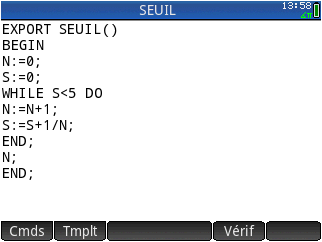 SEUIL
13:58
EXPORT SEUIL()
BEGIN
N:=0;
S:=0;
WHILE S<5 DO
N:=N+1;
S:=S+1/N;
END;
N;
END;
Cmds Tmplt Vérif